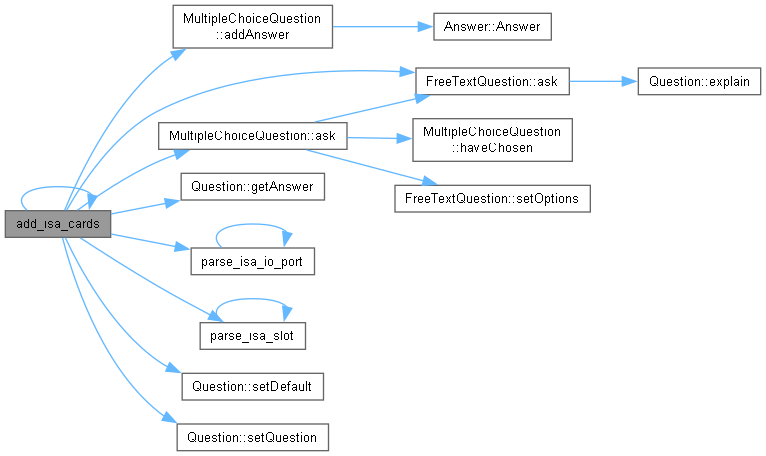 MultipleChoiceQuestion
::addAnswer
Answer::Answer
FreeTextQuestion::ask
Question::explain
MultipleChoiceQuestion::ask
MultipleChoiceQuestion
::haveChosen
Question::getAnswer
FreeTextQuestion::setOptions
add_isa_cards
parse_isa_io_port
parse_isa_slot
Question::setDefault
Question::setQuestion